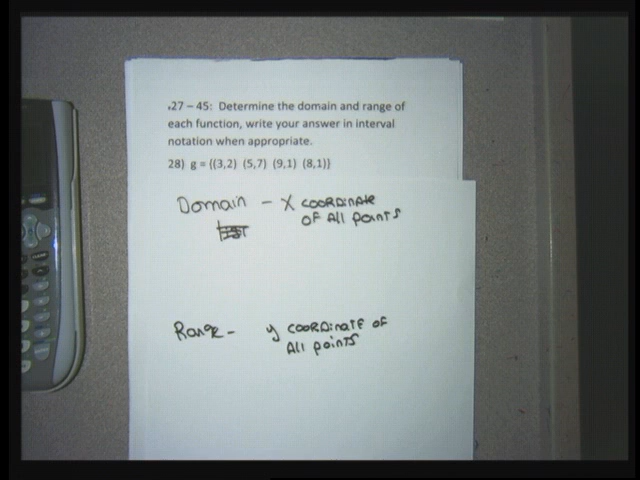 .27 – 45: Determine the domain and range of
each function, write your answer in interval
notation when appropriate.
28) g = {(3,2) (5,7) (9,1) (8,1)}
Domain - X COORDINATE
OF All POINTS
Range - y COORDINATE OF
All POINTS